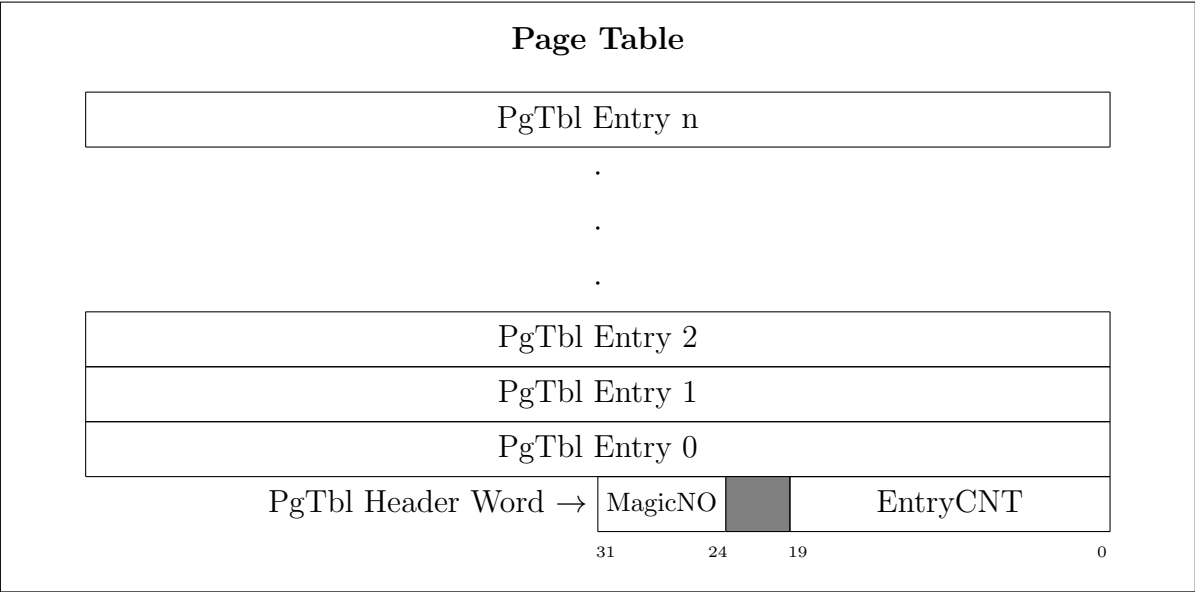 Page Table
PgTbl Entry n
.
.
.
PgTbl Entry 2
PgTbl Entry 1
PgTbl Entry 0
PgTbl Header Word → MagicNO EntryCNT
31 24 19 0